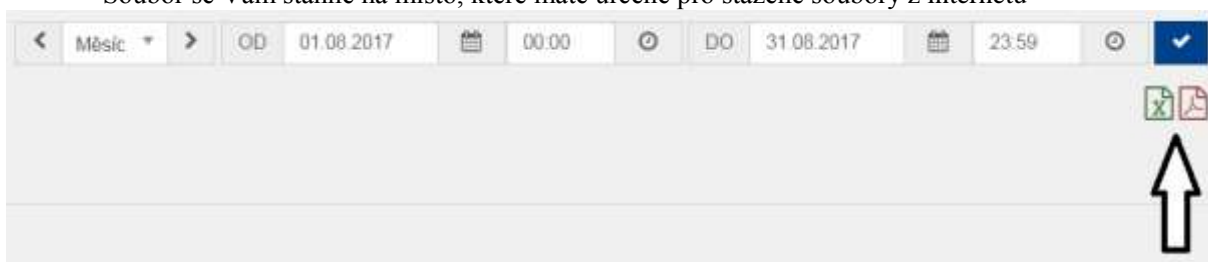 Soubor se Vám stáhne na místo, které máte určené pro stažené soubory z internetu
Měsíc OD 01.08.2017 00:00 DO 31.08.2017 23:59